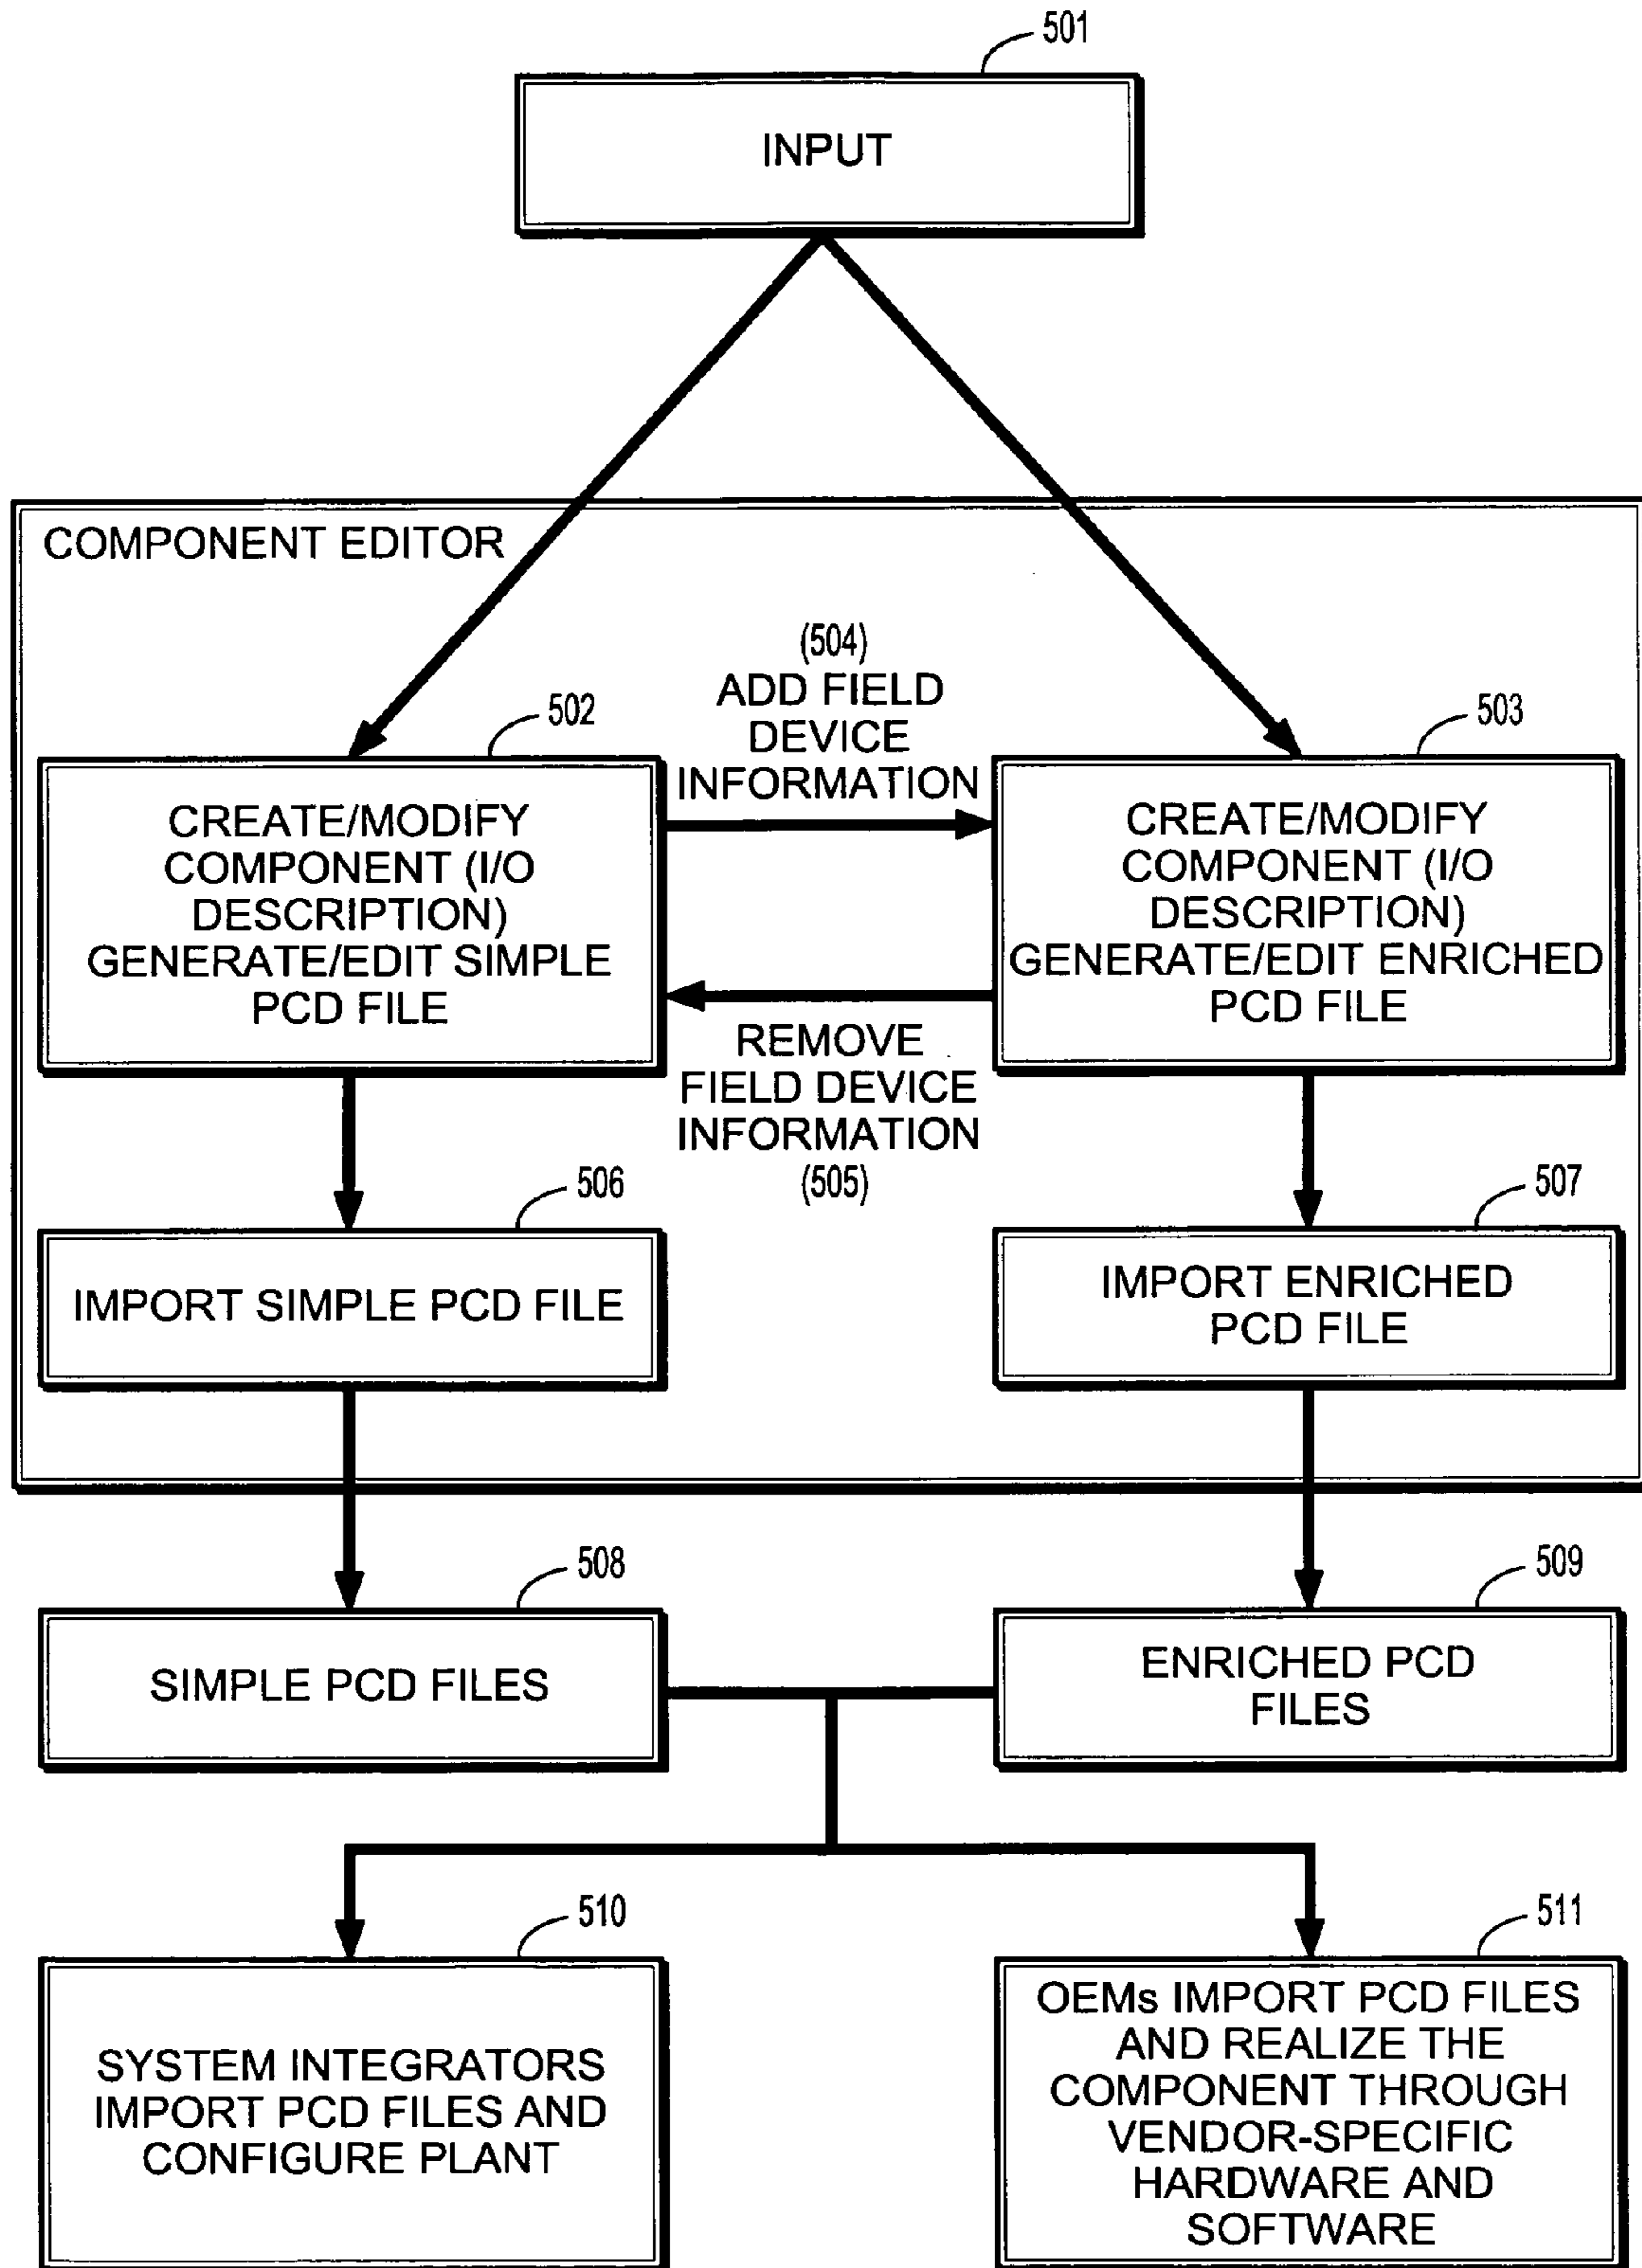 501
INPUT
COMPONENT EDITOR
(504)
ADD FIELD
DEVICE
INFORMATION
502
CREATE/MODIFY
COMPONENT (I/O
DESCRIPTION)
GENERATE/EDIT SIMPLE
PCD FILE
503
CREATE/MODIFY
COMPONENT (I/O
DESCRIPTION)
GENERATE/EDIT ENRICHED
PCD FILE
REMOVE
FIELD DEVICE
INFORMATION
(505)
506
IMPORT SIMPLE PCD FILE
507
IMPORT ENRICHED
PCD FILE
508
SIMPLE PCD FILES
509
ENRICHED PCD
FILES
510
SYSTEM INTEGRATORS
IMPORT PCD FILES AND
CONFIGURE PLANT
511
OEMs IMPORT PCD FILES
AND REALIZE THE
COMPONENT THROUGH
VENDOR-SPECIFIC
HARDWARE AND
SOFTWARE